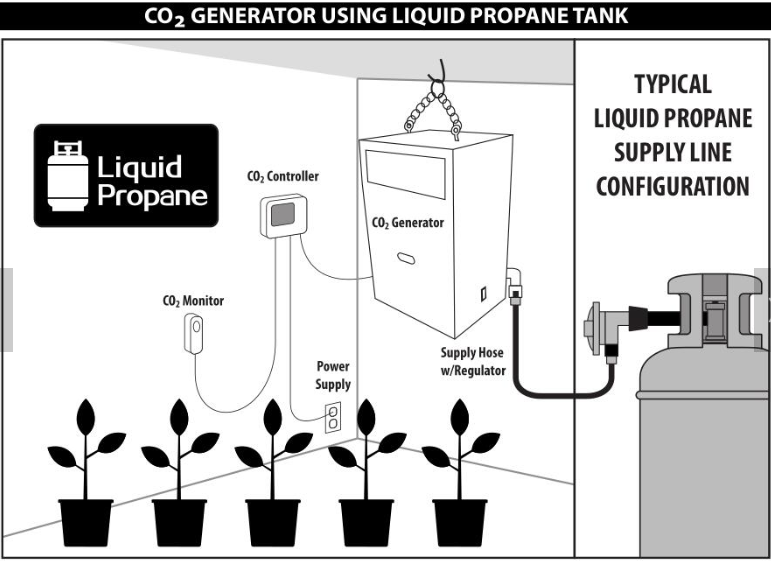 CO₂ GENERATOR USING LIQUID PROPANE TANK
Liquid
Propane
CO₂ Controller
CO₂ Generator
CO₂ Monitor
Power
Supply
Supply Hose
w/Regulator
TYPICAL
LIQUID PROPANE
SUPPLY LINE
CONFIGURATION